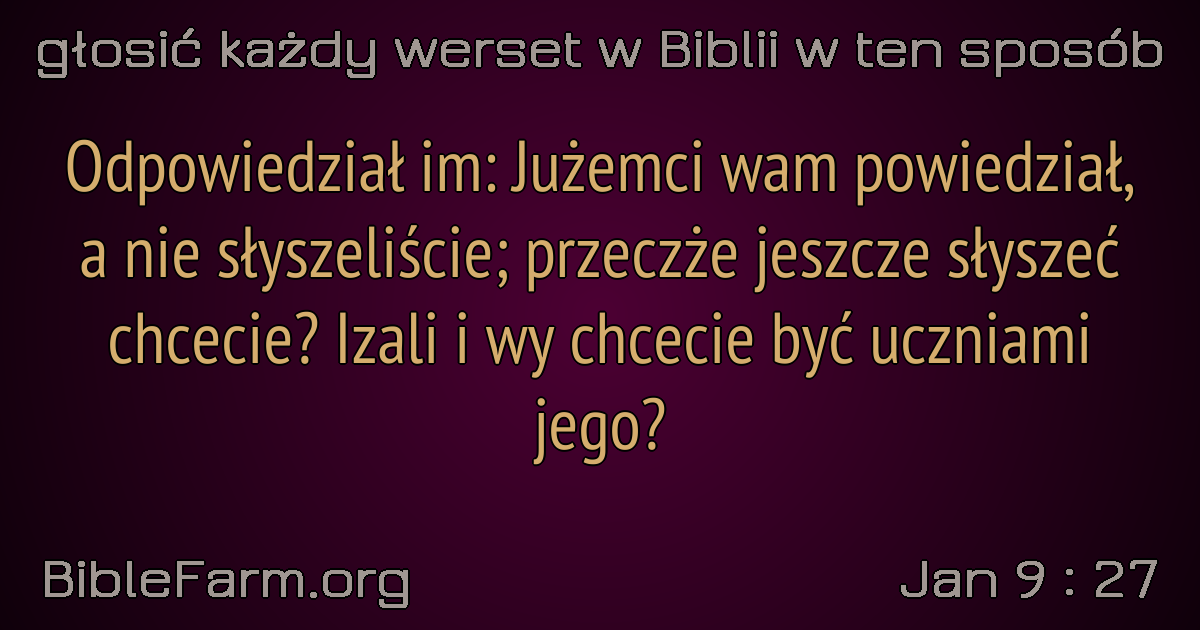 głosić każdy werset w Biblii w ten sposób
Odpowiedział im: Jużemci wam powiedział,
a nie słyszeliście; przeczże jeszcze słyszeć
chcecie? Izali i wy chcecie być uczniami
jego?
BibleFarm.org
Jan 9 : 27